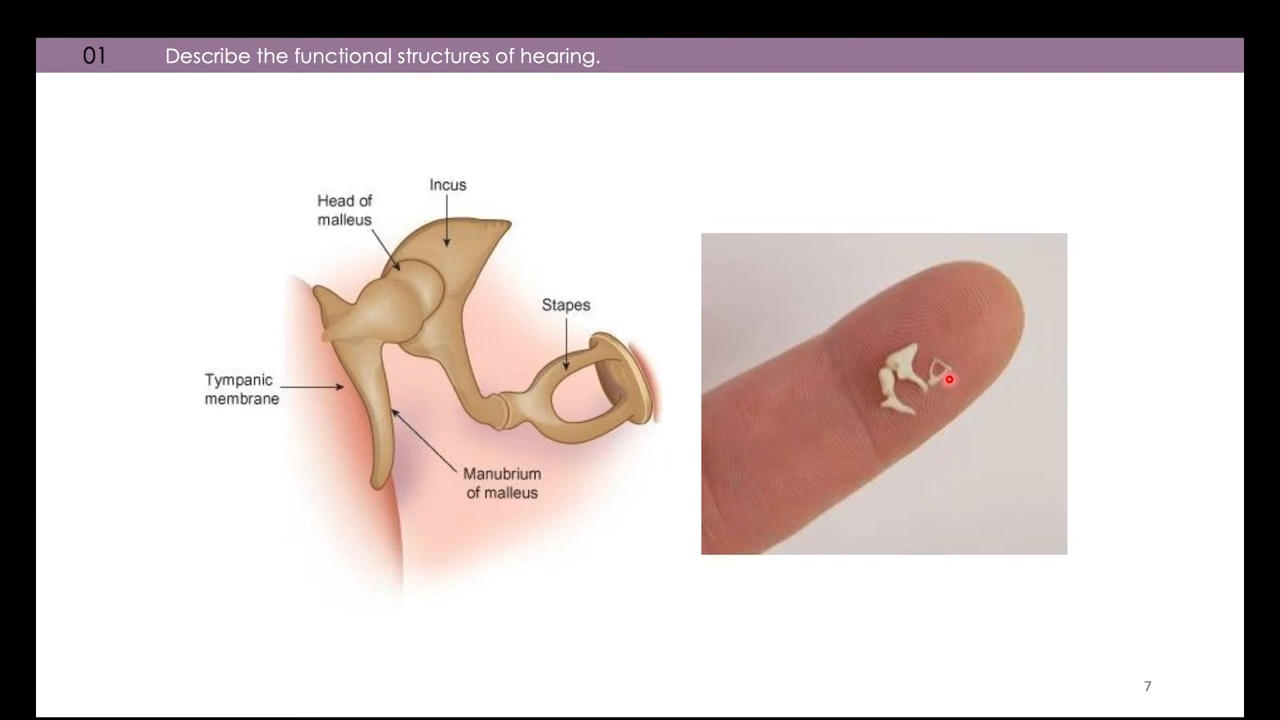 01 Describe the functional structures of hearing.
Incus
Head of
malleus
Stapes
Tympanic
membrane
Manubrium
of malleus
7